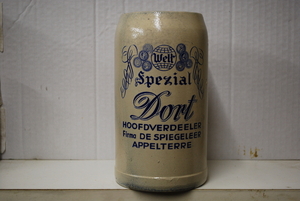 Welt
Spezial
Dort
HOOFDVERDEELER
Firma DE SPIEGELEER
APPELTERRE